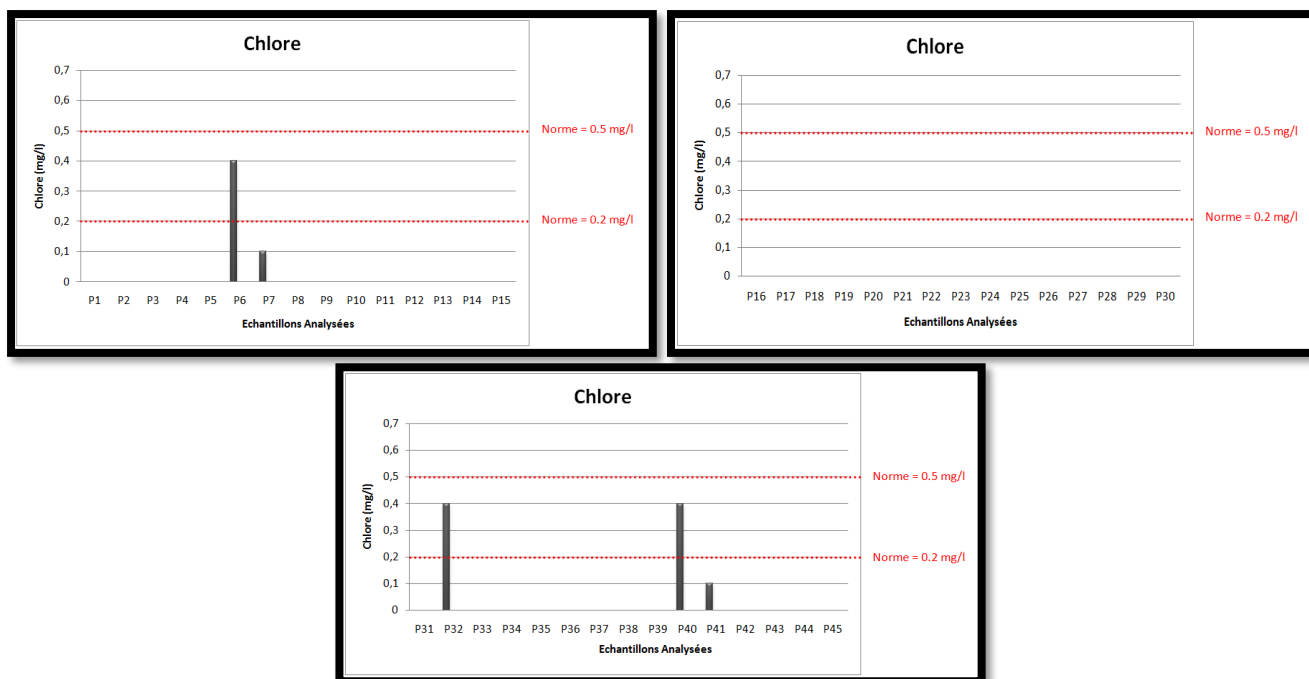 Chlore
0,7
0,6
0,5
0,4
0,3
0,2
0,1
0
Chlore (mg/l)
Norme = 0.5 mg/l
Norme = 0.2 mg/l
P1 P2 P3 P4 P5 P6 P7 P8 P9 P10 P11 P12 P13 P14 P15
Echantillons Analysées
Chlore
0,7
0,6
0,5
0,4
0,3
0,2
0,1
0
Chlore (mg/l)
Norme = 0.5 mg/l
Norme = 0.2 mg/l
P16 P17 P18 P19 P20 P21 P22 P23 P24 P25 P26 P27 P28 P29 P30
Echantillons Analysées
Chlore
0,7
0,6
0,5
0,4
0,3
0,2
0,1
0
Chlore (mg/l)
Norme = 0.5 mg/l
Norme = 0.2 mg/l
P31 P32 P33 P34 P35 P36 P37 P38 P39 P40 P41 P42 P43 P44 P45
Echantillons Analysées